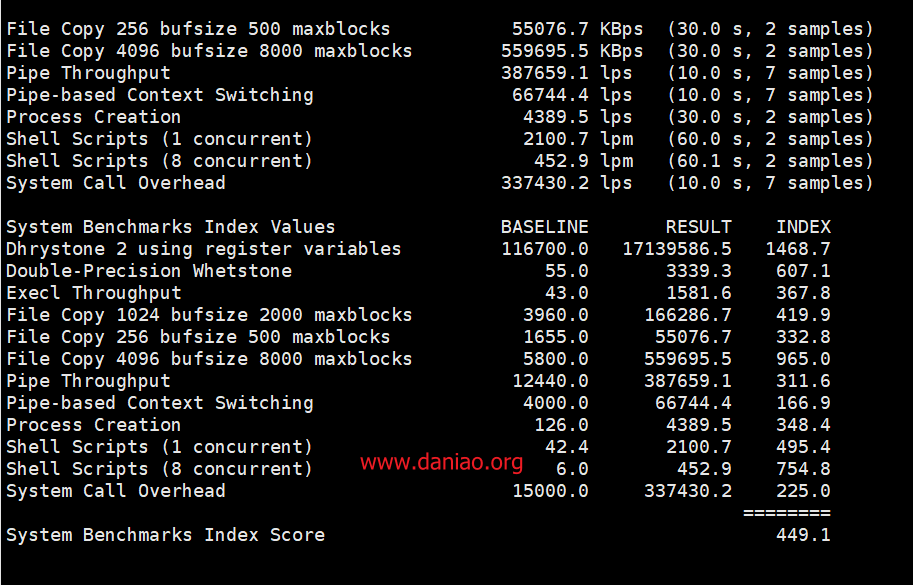 File Copy 256 bufsize 500 maxblocks 55076.7 KBps (30.0 s, 2 samples)
File Copy 4096 bufsize 8000 maxblocks 559695.5 KBps (30.0 s, 2 samples)
Pipe Throughput 387659.1 lps (10.0 s, 7 samples)
Pipe-based Context Switching 66744.4 lps (10.0 s, 7 samples)
Process Creation 4389.5 lps (30.0 s, 2 samples)
Shell Scripts (1 concurrent) 2100.7 lpm (60.0 s, 2 samples)
Shell Scripts (8 concurrent) 452.9 lpm (60.1 s, 2 samples)
System Call Overhead 337430.2 lps (10.0 s, 7 samples)
System Benchmarks Index Values BASELINE RESULT INDEX
Dhrystone 2 using register variables 116700.0 17139586.5 1468.7
Double-Precision Whetstone 55.0 3339.3 607.1
Execl Throughput 43.0 1581.6 367.8
File Copy 1024 bufsize 2000 maxblocks 3960.0 166286.7 419.9
File Copy 256 bufsize 500 maxblocks 1655.0 55076.7 332.8
File Copy 4096 bufsize 8000 maxblocks 5800.0 559695.5 965.0
Pipe Throughput 12440.0 387659.1 311.6
Pipe-based Context Switching 4000.0 66744.4 166.9
Process Creation 126.0 4389.5 348.4
Shell Scripts (1 concurrent) 42.4 2100.7 495.4
www.daniao.org
Shell Scripts (8 concurrent) 6.0 452.9 754.8
System Call Overhead 15000.0 337430.2 225.0
========
System Benchmarks Index Score 449.1